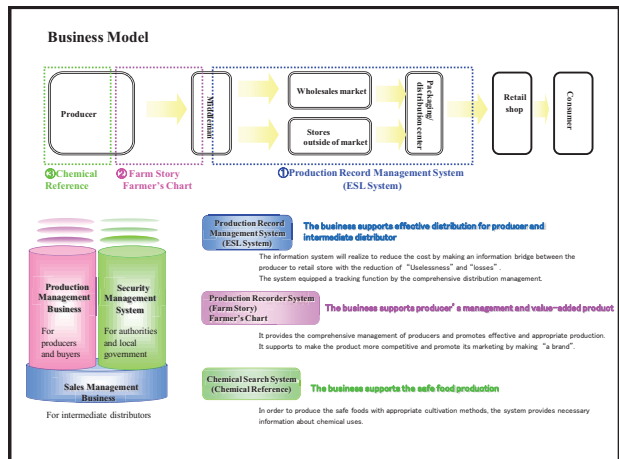 Business Model
Producer
Middleman
Wholesales market
Stores
outside of market
Packaging/
distribution center
Retail
shop
Consumer
③Chemical
Reference
② Farm Story
Farmer's Chart
①Production Record Management System
(ESL System)
Production
Management
Business
For
producers
and buyers
Security
Management
System
For authorities
and local
government
Sales Management
Business
For intermediate distributors
Production Record
Management System
(ESL System)
The business supports effective distribution for producer and
intermediate distributor
The information system will realize to reduce the cost by making an information bridge between the
producer to retail store with the reduction of “Uselessness” and “losses”.
The system equipped a tracking function by the comprehensive distribution management.
Production Recorder System
(Farm Story)
Farmer's Chart
The business supports producer's management and value-added product
It provides the comprehensive management of producers and promotes effective and appropriate production.
It supports to make the product more competitive and promote its marketing by making “a brand”.
Chemical Search System
(Chemical Reference)
The business supports the safe food production
In order to produce the safe foods with appropriate cultivation methods, the system provides necessary
information about chemical uses.